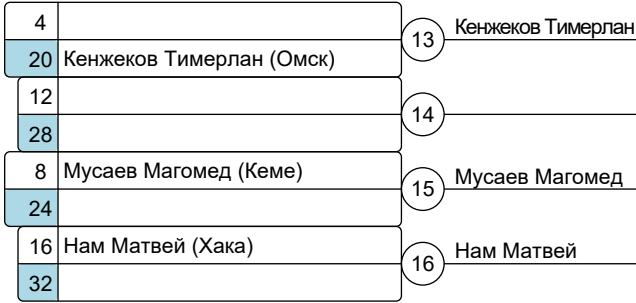 4
13 Кенжеков Тимерлан
20 Кенжеков Тимерлан (Омск)
12
14
28
8 Мусаев Магомед (Кеме)
15 Мусаев Магомед
24
16 Нам Матвей (Хака)
16 Нам Матвей
32